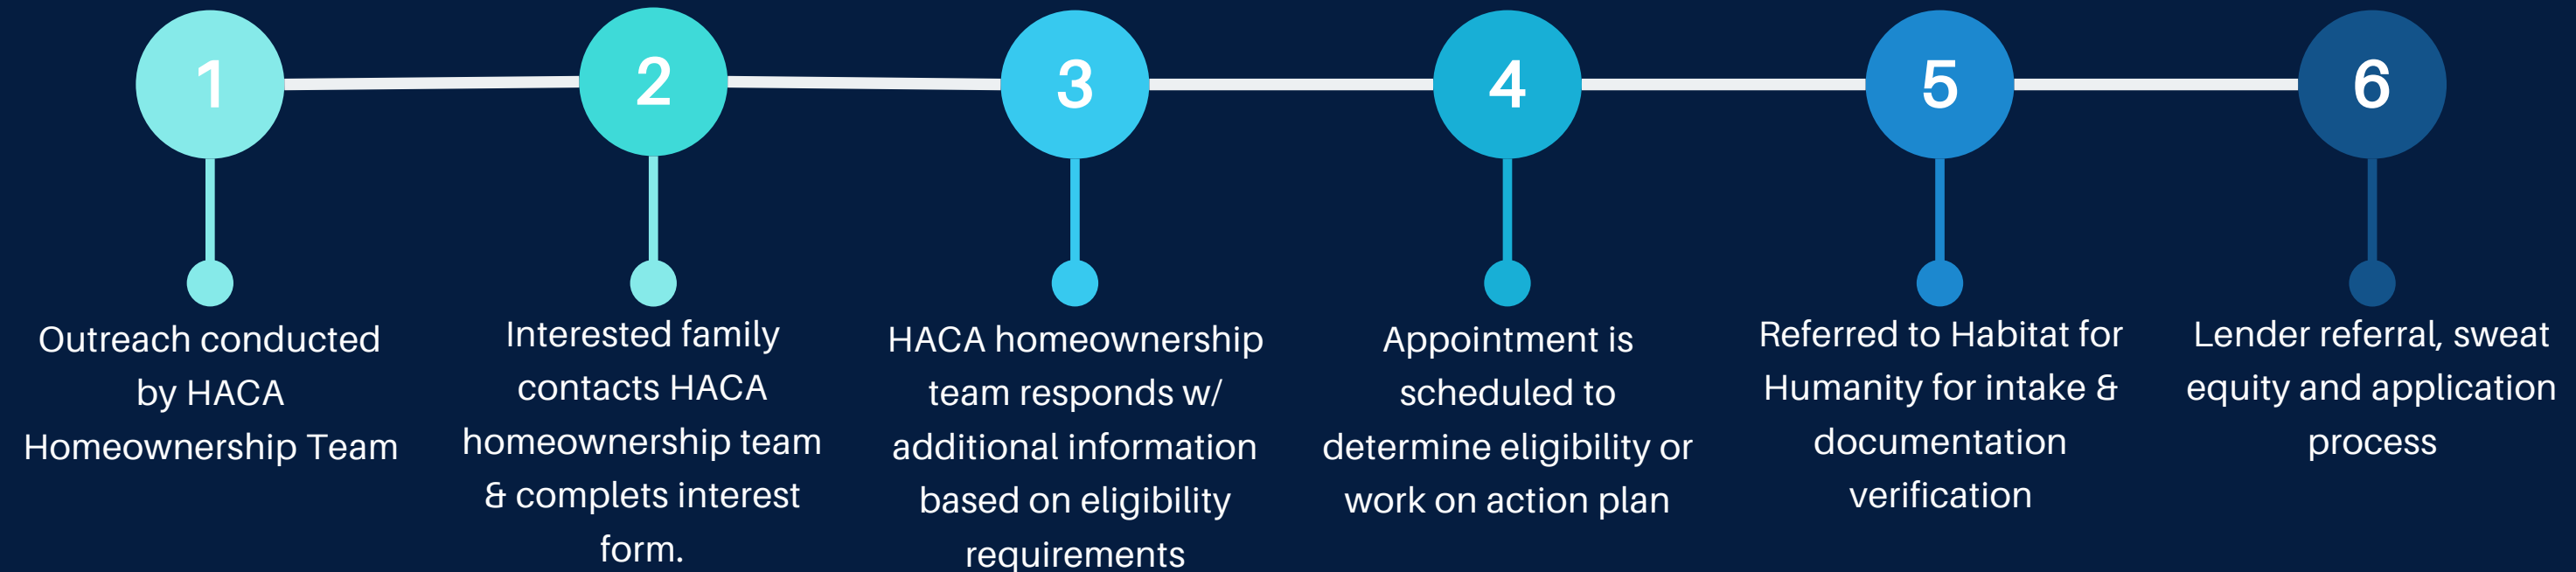 1
Outreach conducted
by HACA
Homeownership Team
2
Interested family
contacts HACA
homeownership team
& complets interest
form.
3
HACA homeownership
team responds w/
additional information
based on eligibility
requirements
4
Appointment is
scheduled to
determine eligibility or
work on action plan
5
Referred to Habitat for
Humanity for intake &
documentation
verification
6
Lender referral, sweat
equity and application
process